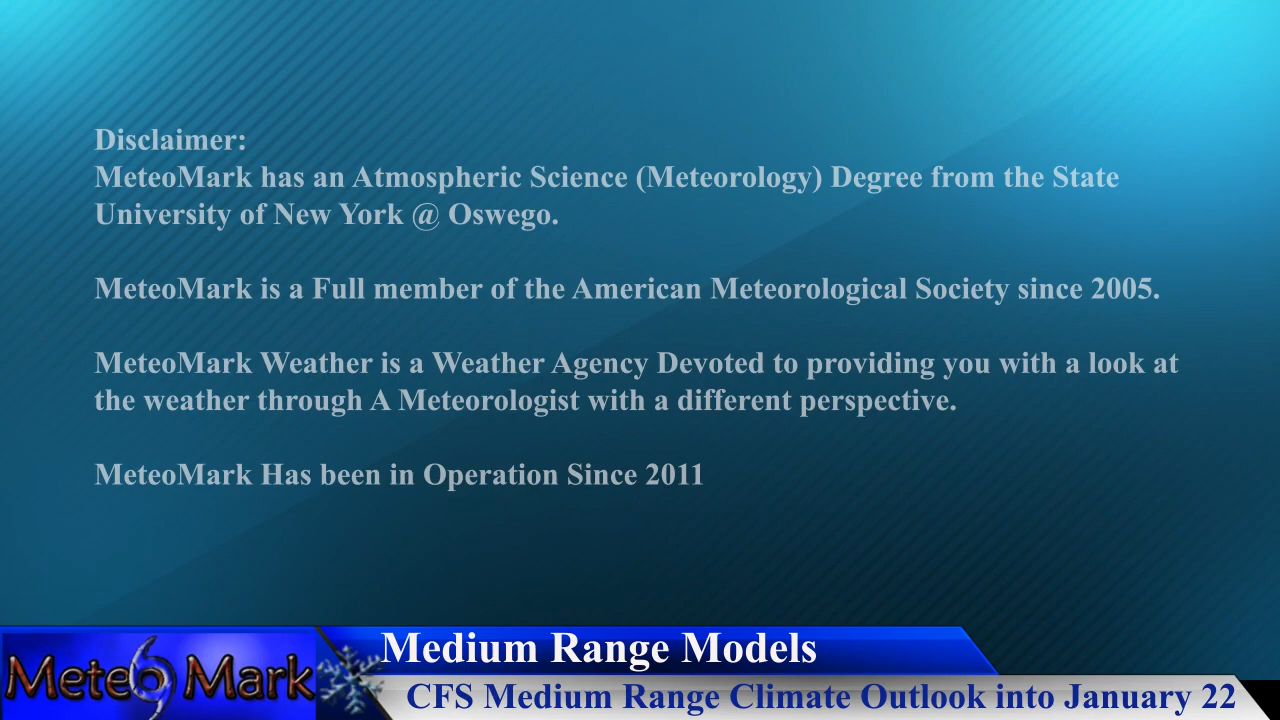 Disclaimer:
MeteoMark has an Atmospheric Science (Meteorology) Degree from the State
University of New York @ Oswego.
MeteoMark is a Full member of the American Meteorological Society since 2005.
MeteoMark Weather is a Weather Agency Devoted to providing you with a look at
the weather through A Meteorologist with a different perspective.
MeteoMark Has been in Operation Since 2011
Medium Range Models
Meteo Mark
CFS Medium Range Climate Outlook into January 22